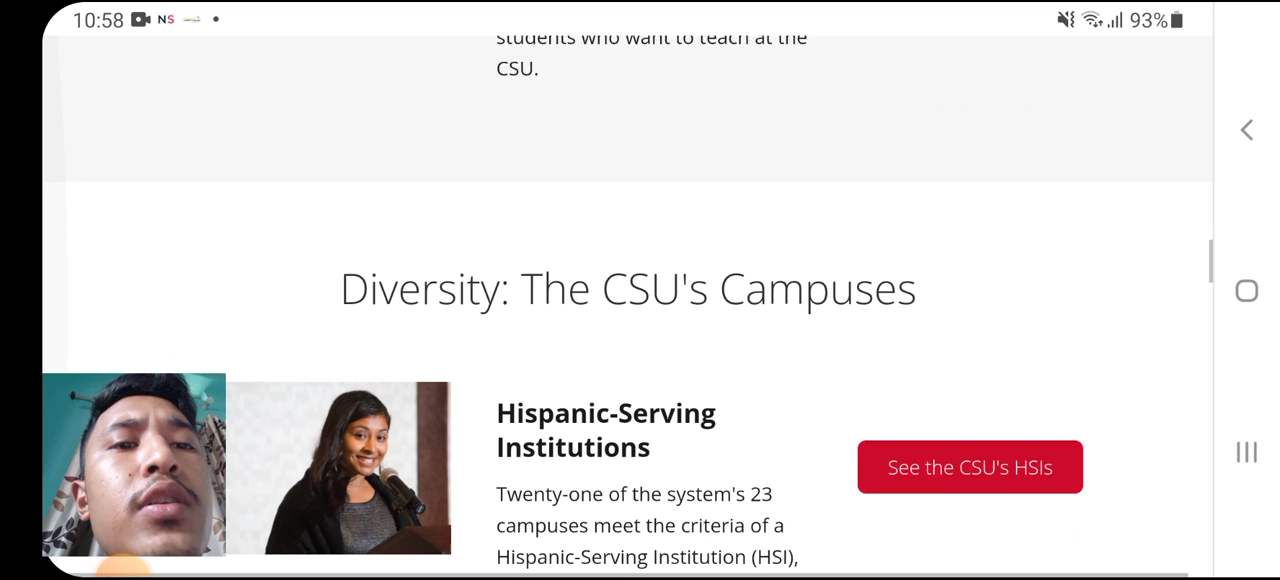 10:58 NS 93%
students who want to teach at the
CSU.
Diversity: The CSU's Campuses
Hispanic-Serving
Institutions
See the CSU's HSIs
Twenty-one of the system's 23
campuses meet the criteria of a
Hispanic-Serving Institution (HSI),